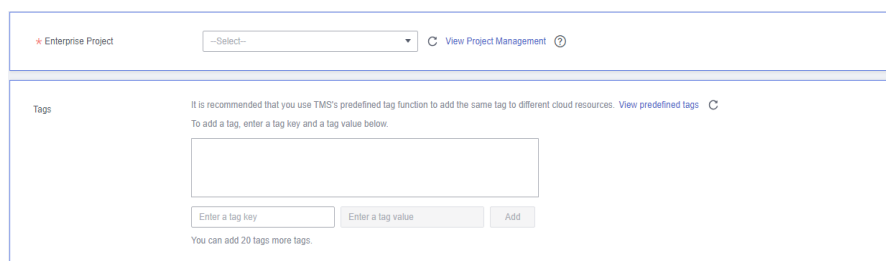 * Enterprise Project --Select-- View Project Management ?
Tags It is recommended that you use TMS's predefined tag function to add the same tag to different cloud resources. View predefined tags
To add a tag, enter a tag key and a tag value below.
Enter a tag key Enter a tag value Add
You can add 20 tags more tags.